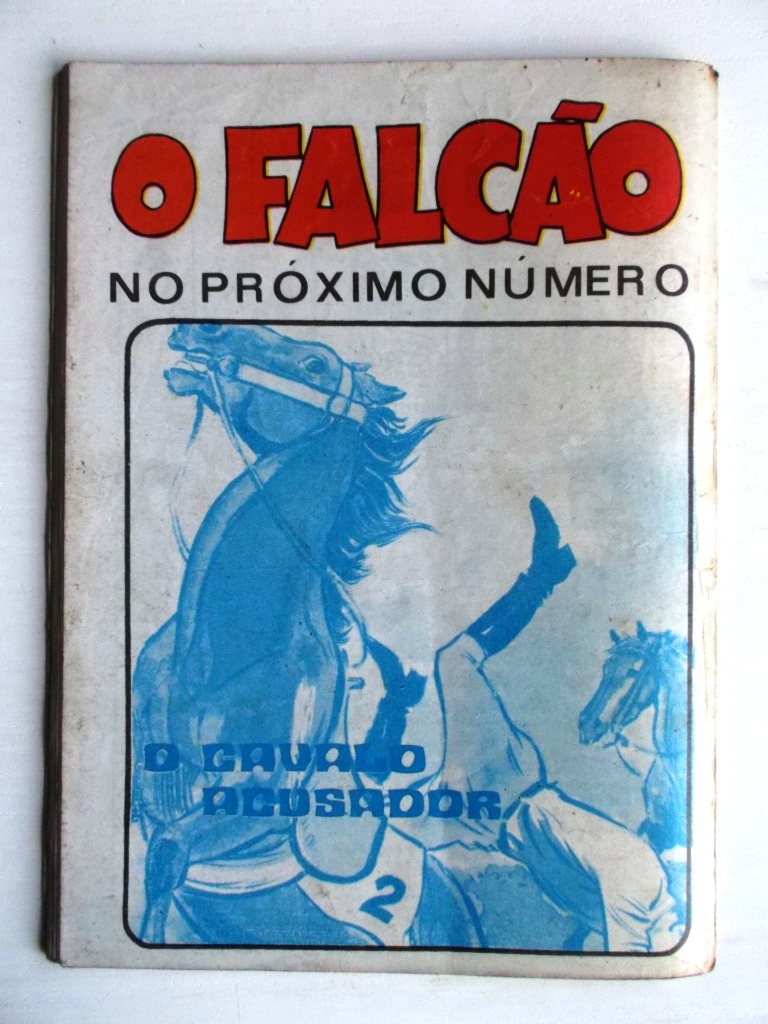 O FALCÃO
NO PRÓXIMO NÚMERO
O CAVALO
ACUSADOR
2